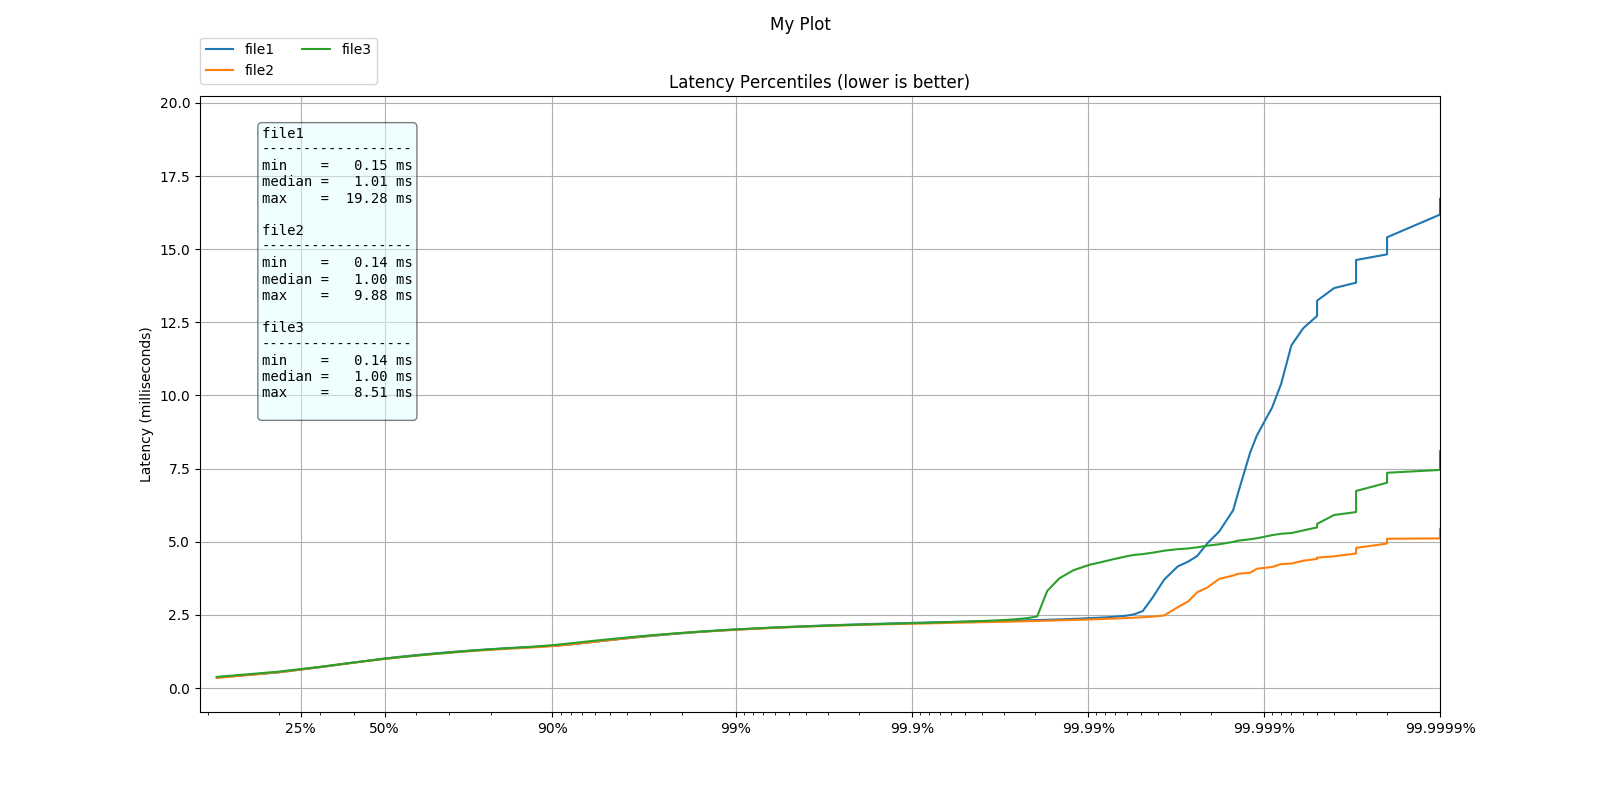 My Plot
file1
file3
file2
Latency Percentiles (lower is better)
20.0
17.5
15.0
12.5
10.0
7.5
5.0
2.5
0.0
Latency (milliseconds)
file1
------------------
min    =   0.15 ms
median =   1.01 ms
max    =  19.28 ms
file2
------------------
min    =   0.14 ms
median =   1.00 ms
max    =   9.88 ms
file3
------------------
min    =   0.14 ms
median =   1.00 ms
max    =   8.51 ms
25%
50%
90%
99%
99.9%
99.99%
99.999%
99.9999%